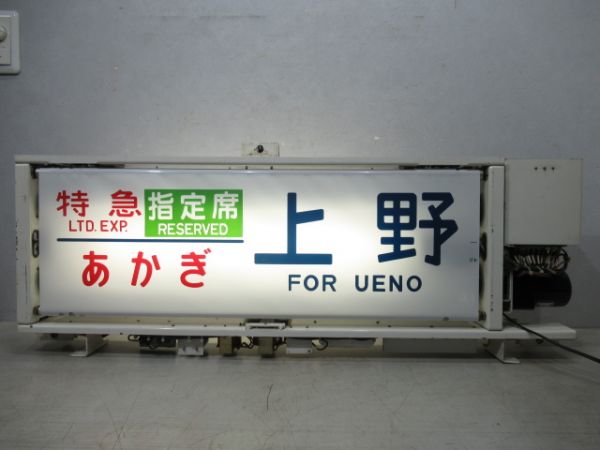 特急 指定席
LTD. EXP. RESERVED
あかぎ
上野
FOR UENO